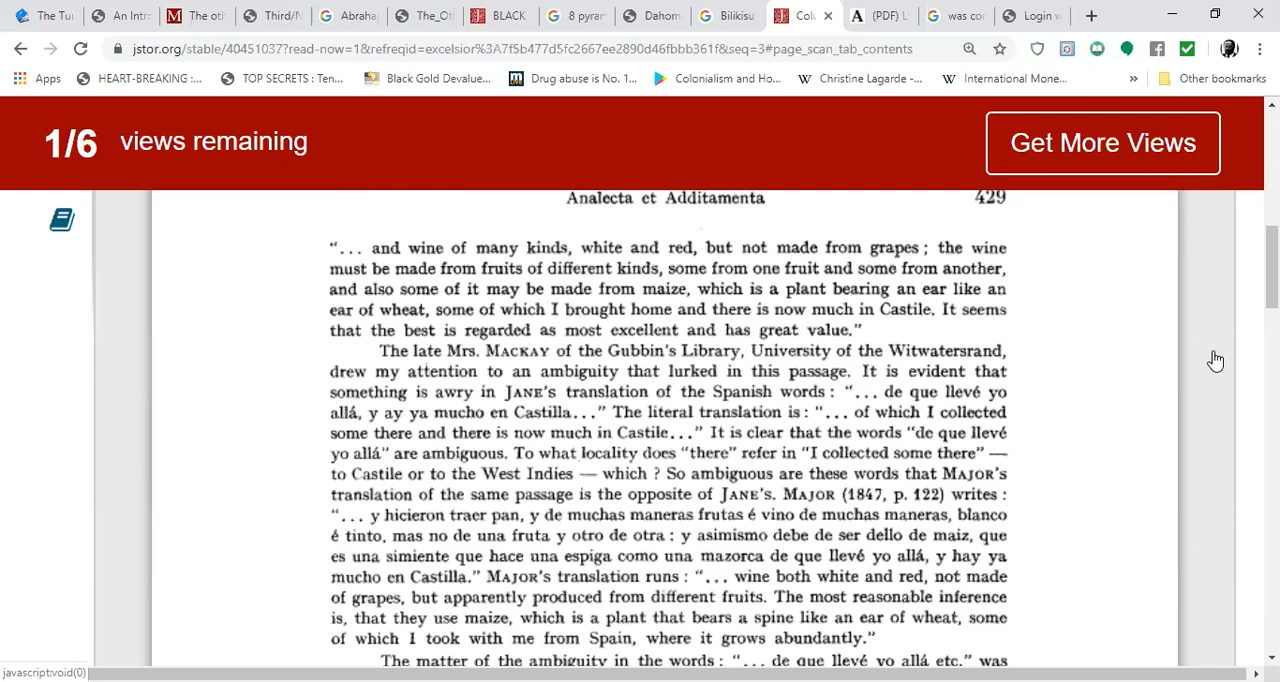 The Tu
An Intr
The oth
Third/N
Abraha
The_Ot
BLACK
8 pyram
Dahom
Bilikisu
Colu
(PDF) L
was cor
Login w
jstor.org/stable/40451037?read-now=1&refreqid=excelsior%3A7f5b477d5fc2667ee2890d46fbbb361f&seq=3#page_scan_tab_contents
Apps
HEART-BREAKING :...
TOP SECRETS : Ten...
Black Gold Devalue...
Drug abuse is No. 1...
Colonialism and Ho...
Christine Lagarde -...
International Mone...
»
Other bookmarks
1/6 views remaining
Get More Views
Analecta et Additamenta 429
"... and wine of many kinds, white and red, but not made from grapes ; the wine
must be made from fruits of different kinds, some from one fruit and some from another,
and also some of it may be made from maize, which is a plant bearing an ear like an
ear of wheat, some of which I brought home and there is now much in Castile. It seems
that the best is regarded as most excellent and has great value."
The late Mrs. MACKAY of the Gubbin's Library, University of the Witwatersrand,
drew my attention to an ambiguity that lurked in this passage. It is evident that
something is awry in JANE'S translation of the Spanish words : "... de que llevé yo
allá, y ay ya mucho en Castilla..." The literal translation is : "... of which I collected
some there and there is now much in Castile..." It is clear that the words "de que llevé
yo allá" are ambiguous. To what locality does "there" refer in "I collected some there" —
to Castile or to the West Indies — which ? So ambiguous are these words that MAJOR'S
translation of the same passage is the opposite of JANE'S. MAJOR (1847, p. 122) writes :
"... y hicieron traer pan, y de muchas maneras frutas é vino de muchas maneras, blanco
é tinto, mas no de una fruta y otro de otra : y asimismo debe de ser dello de maiz, que
es una simiente que hace una espiga como una mazorca de que llevé yo allá, y hay ya
mucho en Castilla." MAJOR'S translation runs : "... wine both white and red, not made
of grapes, but apparently produced from different fruits. The most reasonable inference
is, that they use maize, which is a plant that bears a spine like an ear of wheat, some
of which I took with me from Spain, where it grows abundantly."
The matter of the ambiguity in the words : "... de que llevé yo allá etc." was
javascript:void(0)